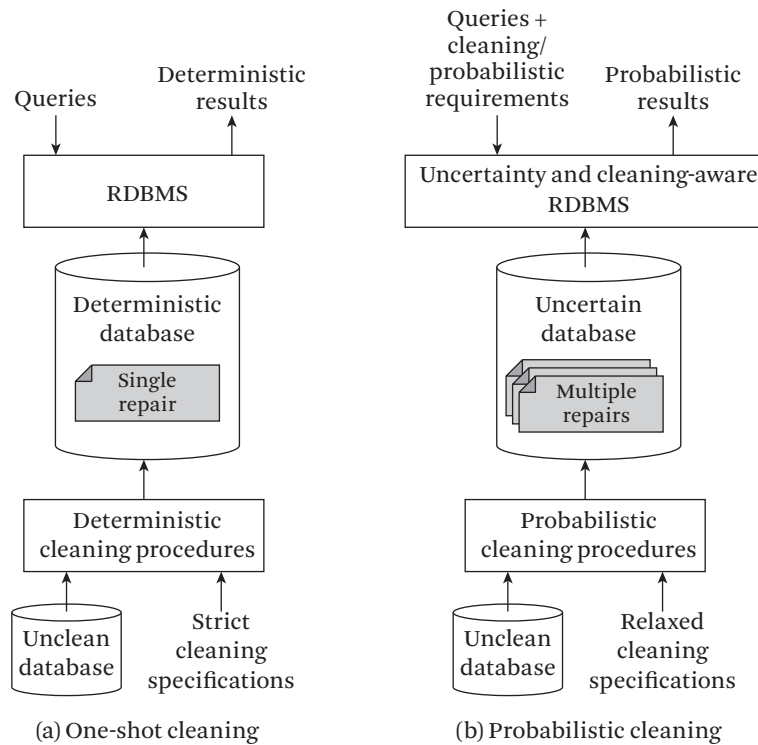 Queries
Deterministic
results
RDBMS
Deterministic
database
Single
repair
Deterministic
cleaning procedures
Unclean
database
Strict
cleaning
specifications
(a) One-shot cleaning
Queries +
cleaning/
probabilistic
requirements
Probabilistic
results
Uncertainty and cleaning-aware
RDBMS
Uncertain
database
Multiple
repairs
Probabilistic
cleaning procedures
Unclean
database
Relaxed
cleaning
specifications
(b) Probabilistic cleaning